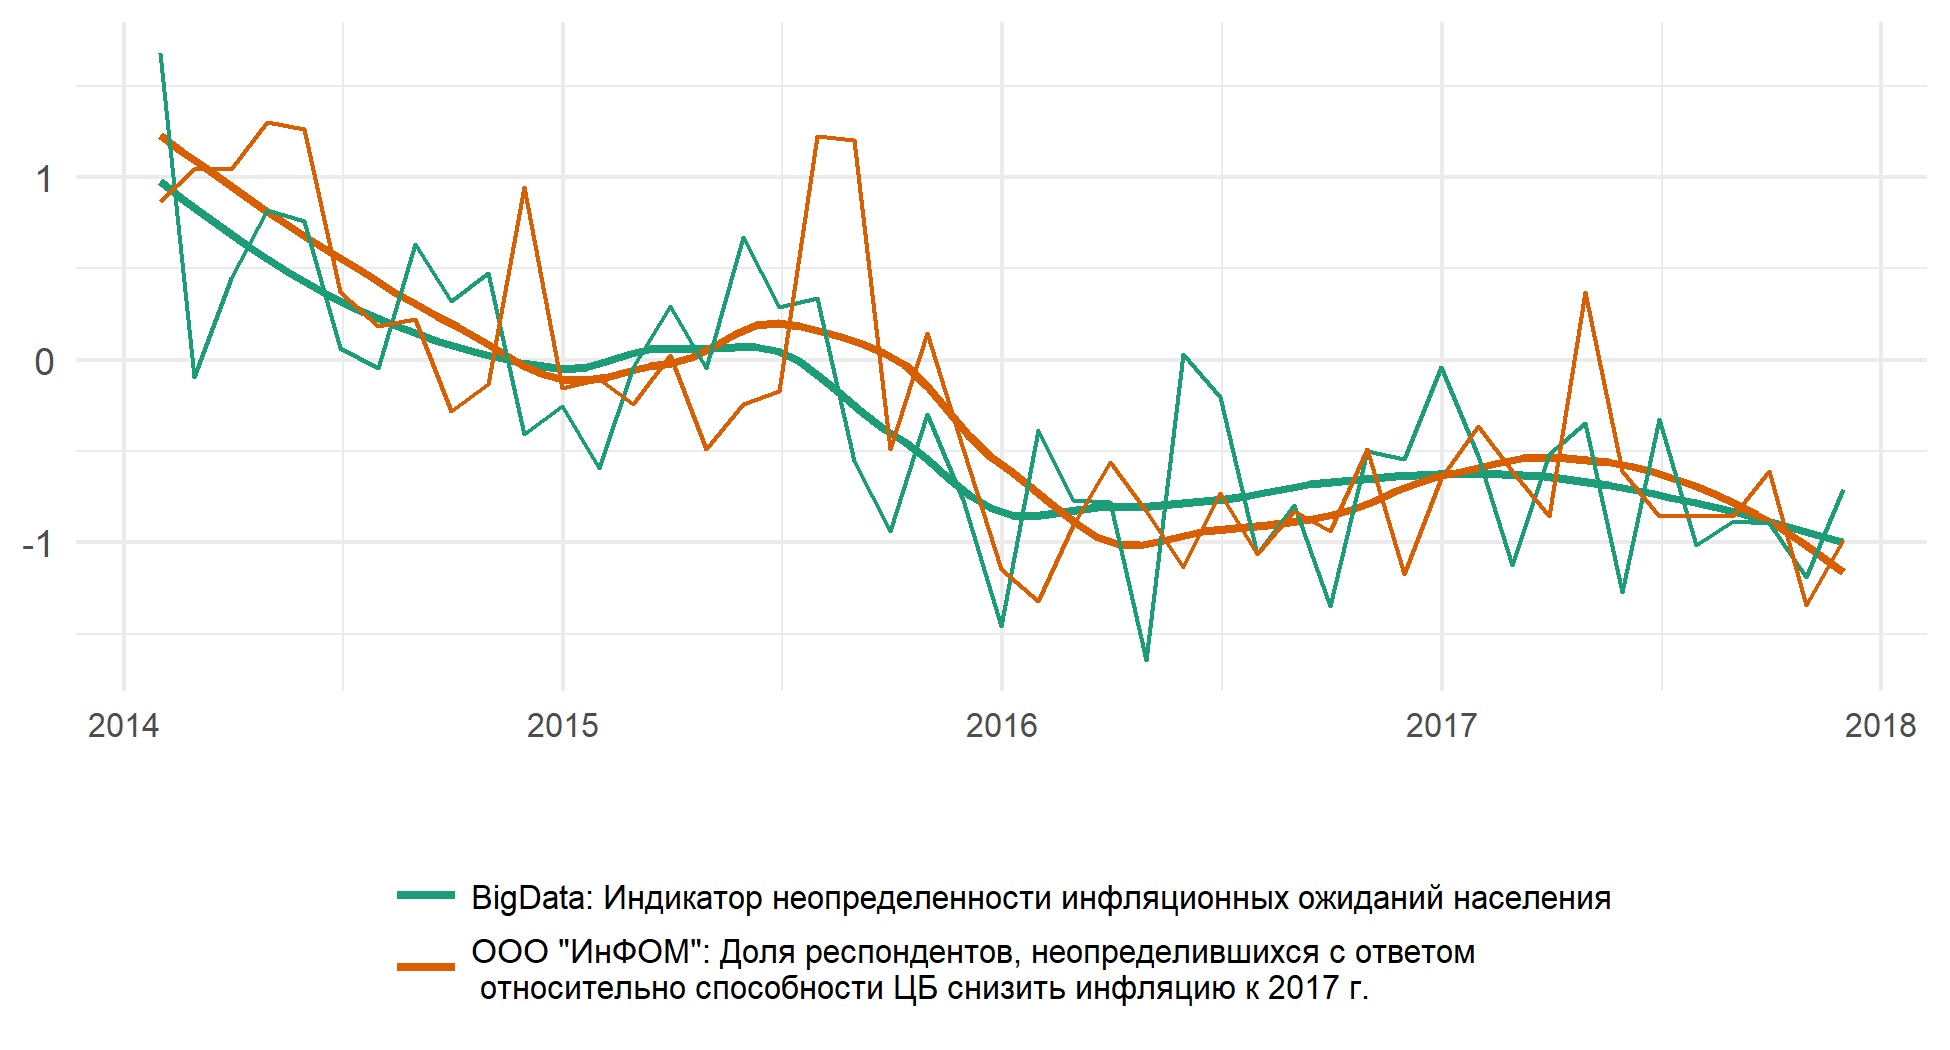 1
0
-1
2014 2015 2016 2017 2018
BigData: Индикатор неопределенности инфляционных ожиданий населения
ООО "ИнФОМ": Доля респондентов, неопределившихся с ответом
относительно способности ЦБ снизить инфляцию к 2017 г.